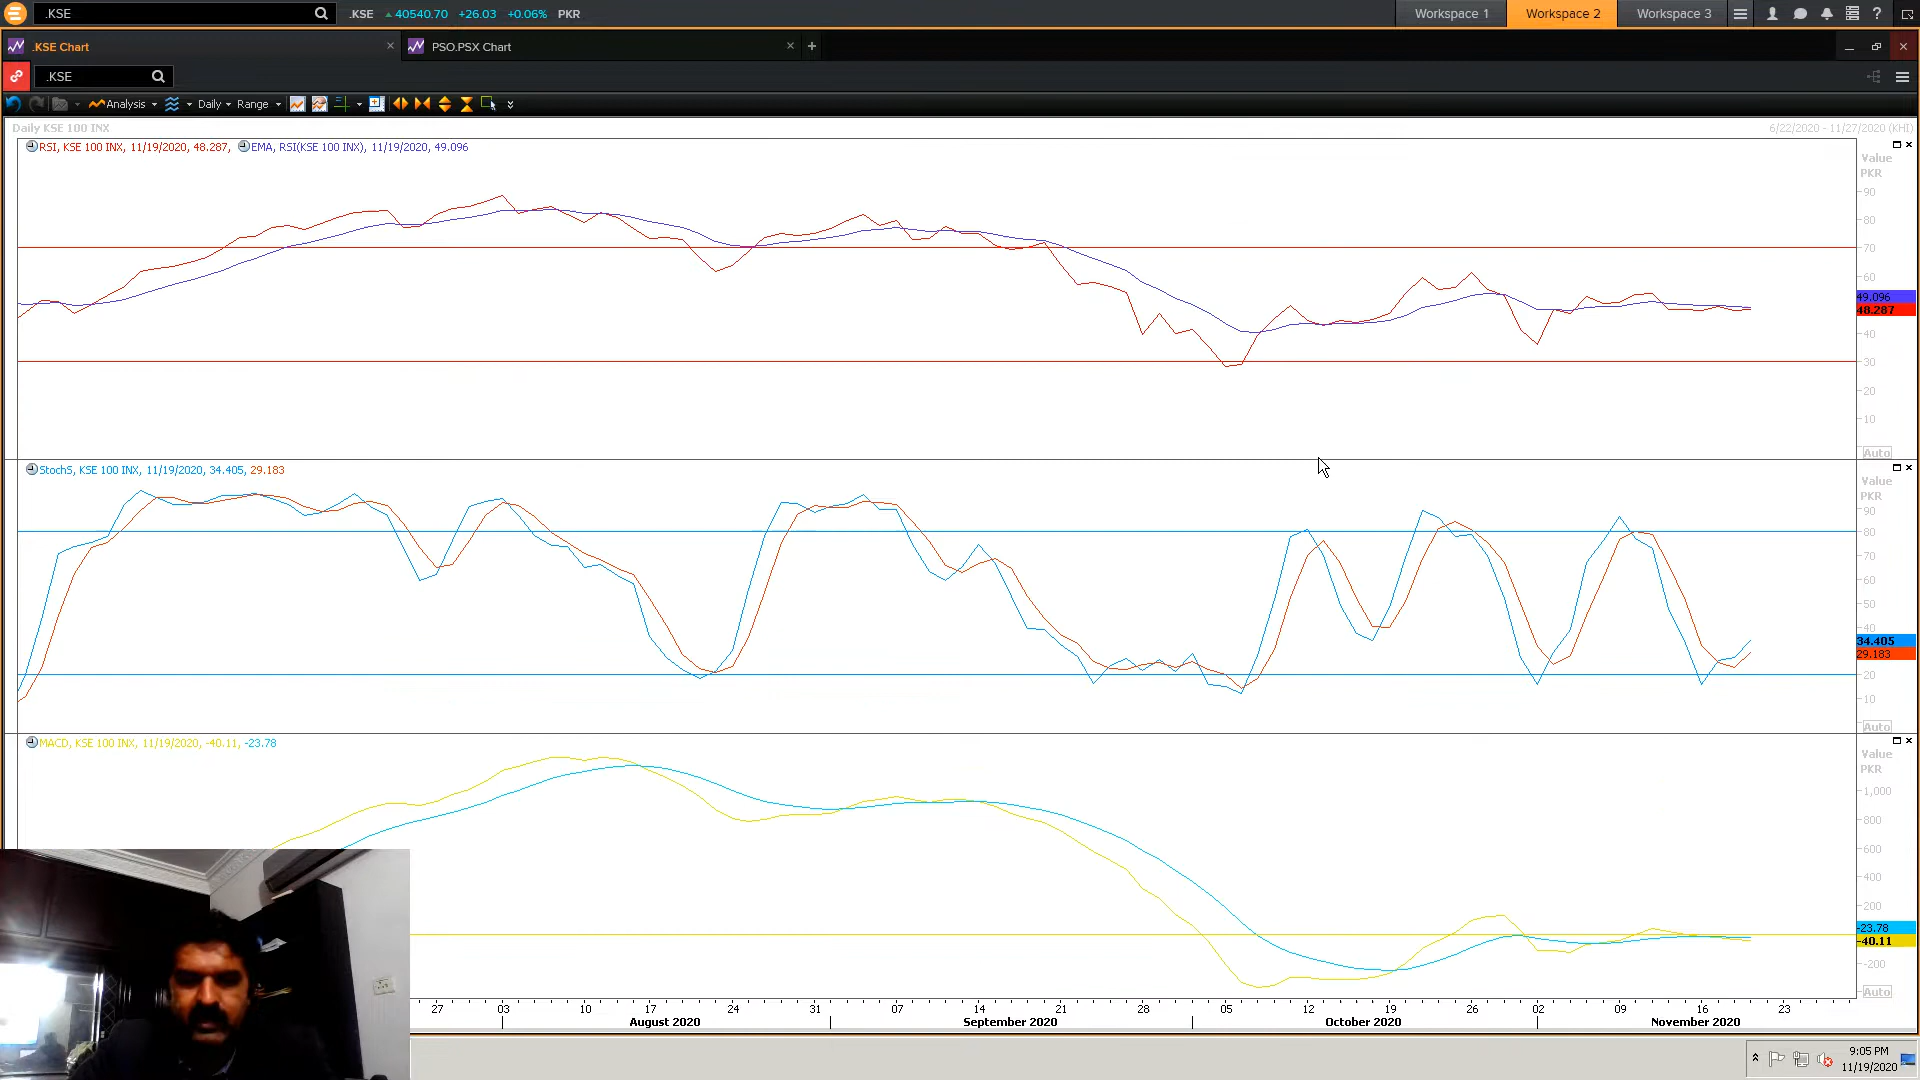 .KSE .KSE 40540.70 +26.03 +0.06% PKR Workspace 1 Workspace 2 Workspace 3 ?
.KSE Chart × PSO.PSX Chart × +
.KSE
Analysis Daily Range
Daily KSE 100 INX 6/22/2020 - 11/27/2020 (KHI)
RSI, KSE 100 INX, 11/19/2020, 48.287, EMA, RSI(KSE 100 INX), 11/19/2020, 49.096
Value
PKR
90
80
70
60
49.096
48.287
40
30
20
10
Auto
StochS, KSE 100 INX, 11/19/2020, 34.405, 29.183
Value
PKR
90
80
70
60
50
40
34.405
29.183
20
10
Auto
MACD, KSE 100 INX, 11/19/2020, -40.11, -23.78
Value
PKR
1,000
800
600
400
200
-23.78
-40.11
-200
Auto
27 03 10 17 24 31 07 14 21 28 05 12 19 26 02 09 16 23
August 2020 September 2020 October 2020 November 2020
9:05 PM
11/19/2020